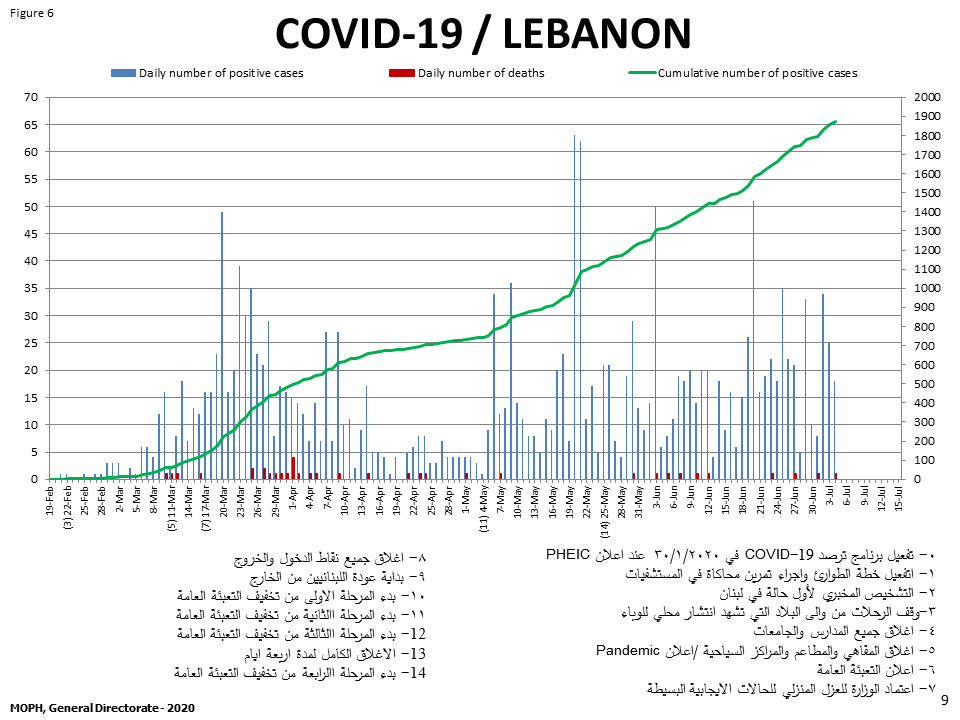 Figure 6
COVID-19 / LEBANON
Daily number of positive cases Daily number of deaths Cumulative number of positive cases
70 2000
65 1900
60 1800
55 1700
50 1600
45 1500
40 1400
35 1300
30 1200
25 1100
20 1000
15 900
10 800
5 700
0 600
500
400
300
200
100
0
19-Feb
(3) 22-Feb
25-Feb
28-Feb
2-Mar
5-Mar
8-Mar
(5) 11-Mar
14-Mar
(7) 17-Mar
20-Mar
23-Mar
26-Mar
29-Mar
1-Apr
4-Apr
7-Apr
10-Apr
13-Apr
16-Apr
19-Apr
22-Apr
25-Apr
28-Apr
1-May
(11) 4-May
7-May
10-May
13-May
16-May
19-May
22-May
(14) 25-May
28-May
31-May
3-Jun
6-Jun
9-Jun
12-Jun
15-Jun
18-Jun
21-Jun
24-Jun
27-Jun
30-Jun
3-Jul
6-Jul
9-Jul
12-Jul
15-Jul
٠- تفعيل برنامج ترصد COVID-19 في ٣٠/١/٢٠٢٠ عند اعلان PHEIC
١- اتفعيل خطة الطوارئ واجراء تمرين محاكاة في المستشفيات
٢- التشخيص المخبري لأول حالة في لبنان
٣-وقف الرحلات من والى البلاد التي تشهد انتشار محلي للوباء
٤- اغلاق جميع المدارس والجامعات
٥- اغلاق المقاهي والمطاعم والمراكز السياحية /اعلان Pandemic
٦- اعلان التعبئة العامة
٧- اعتماد الوزارة للعزل المنزلي للحالات الايجابية البسيطة
٨- اغلاق جميع نقاط الدخول والخروج
٩- بداية عودة اللبنانيين من الخارج
١٠- بدء المرحلة الاولى من تخفيف التعبئة العامة
١١- بدء المرحلة االثانية من تخفيف التعبئة العامة
12- بدء المرحلة االثالثة من تخفيف التعبئة العامة
13- الاغلاق الكامل لمدة اربعة ايام
14- بدء المرحلة االرابعة من تخفيف التعبئة العامة
MOPH, General Directorate - 2020
9